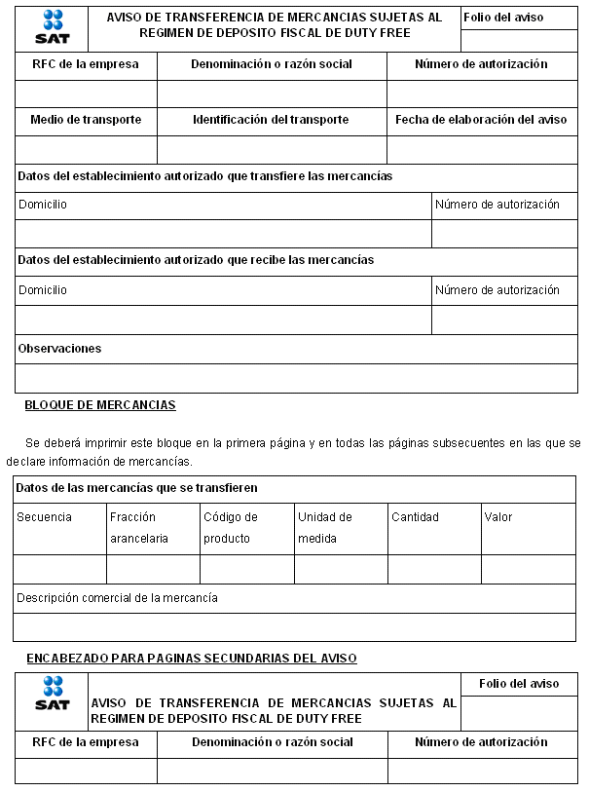 AVISO DE TRANSFERENCIA DE MERCANCIAS SUJETAS AL
REGIMEN DE DEPOSITO FISCAL DE DUTY FREE
Folio del aviso
SAT
RFC de la empresa
Denominación o razón social
Número de autorización
Medio de transporte
Identificación del transporte
Fecha de elaboración del aviso
Datos del establecimiento autorizado que transfiere las mercancías
Domicilio
Número de autorización
Datos del establecimiento autorizado que recibe las mercancías
Domicilio
Número de autorización
Observaciones
BLOQUE DE MERCANCIAS
Se deberá imprimir este bloque en la primera página y en todas las páginas subsecuentes en las que se
declare información de mercancías.
Datos de las mercancías que se transfieren
Secuencia
Fracción
arancelaria
Código de
producto
Unidad de
medida
Cantidad
Valor
Descripción comercial de la mercancía
ENCABEZADO PARA PAGINAS SECUNDARIAS DEL AVISO
SAT
AVISO DE TRANSFERENCIA DE MERCANCIAS SUJETAS AL
REGIMEN DE DEPOSITO FISCAL DE DUTY FREE
Folio del aviso
RFC de la empresa
Denominación o razón social
Número de autorización